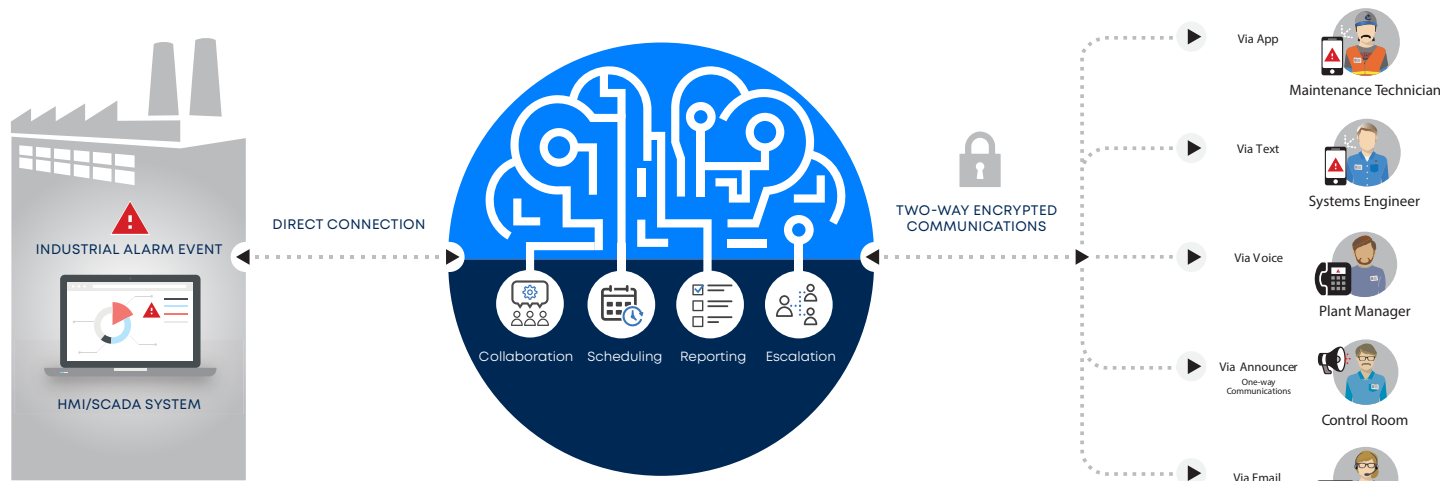 INDUSTRIAL ALARM EVENT
HMI/SCADA SYSTEM
DIRECT CONNECTION
Collaboration
Scheduling
Reporting
Escalation
TWO-WAY ENCRYPTED
COMMUNICATIONS
Via App
Maintenance Technician
Via Text
Systems Engineer
Via Voice
Plant Manager
Via Announcer
One-way
Communications
Control Room
Via Email